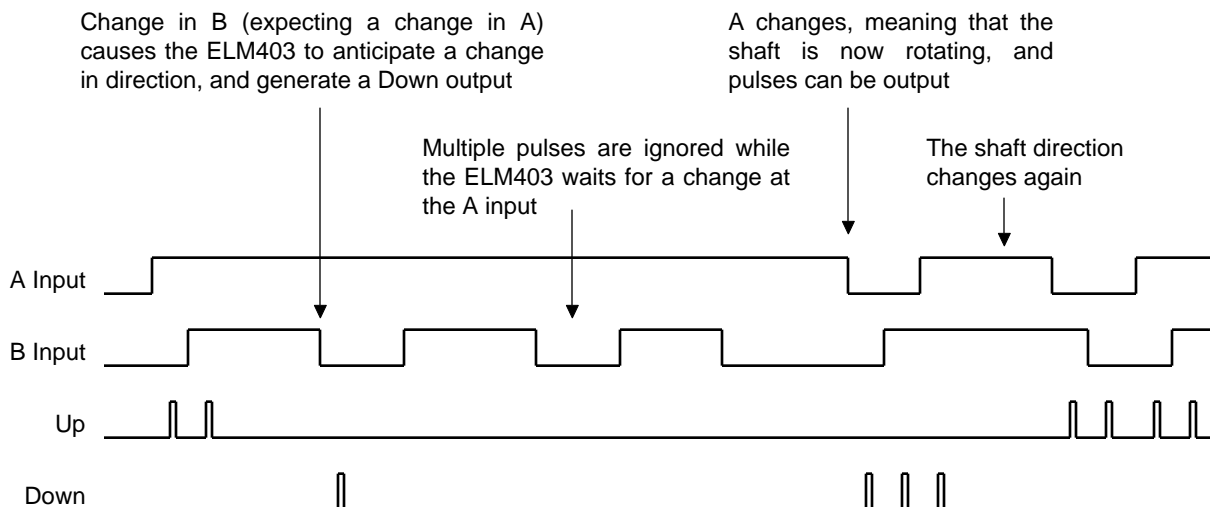 Change in B (expecting a change in A)
causes the ELM403 to anticipate a change
in direction, and generate a Down output
A changes, meaning that the
shaft is now rotating, and
pulses can be output
Multiple pulses are ignored while
the ELM403 waits for a change at
the A input
The shaft direction
changes again
A Input
B Input
Up
Down